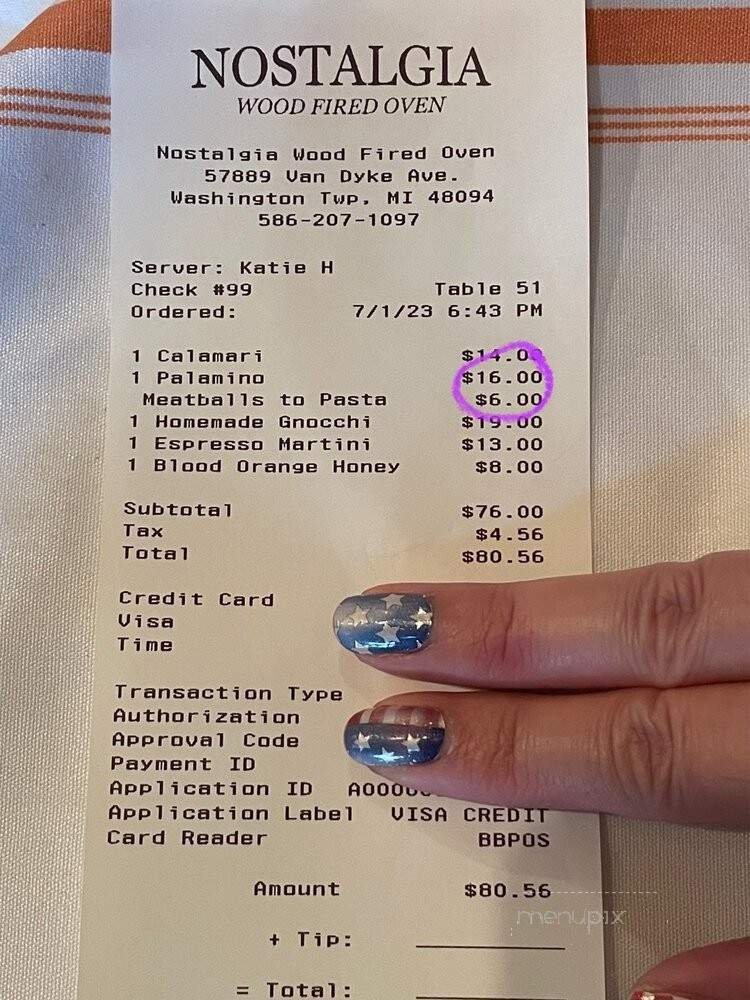 NOSTALGIA
WOOD FIRED OVEN
Nostalgia Wood Fired Oven
57889 Van Dyke Ave.
Washington Twp, MI 48094
586-207-1097
Server: Katie H
Check #99 Table 51
Ordered: 7/1/23 6:43 PM
1 Calamari $14.00
1 Palamino $16.00
Meatballs to Pasta $6.00
1 Homemade Gnocchi $19.00
1 Espresso Martini $13.00
1 Blood Orange Honey $8.00
Subtotal $76.00
Tax $4.56
Total $80.56
Credit Card
Visa
Time
Transaction Type
Authorization
Approval Code
Payment ID
Application ID
Application Label VISA CREDIT
Card Reader BBPOS
Amount $80.56
+ Tip:
= Total:
menupix